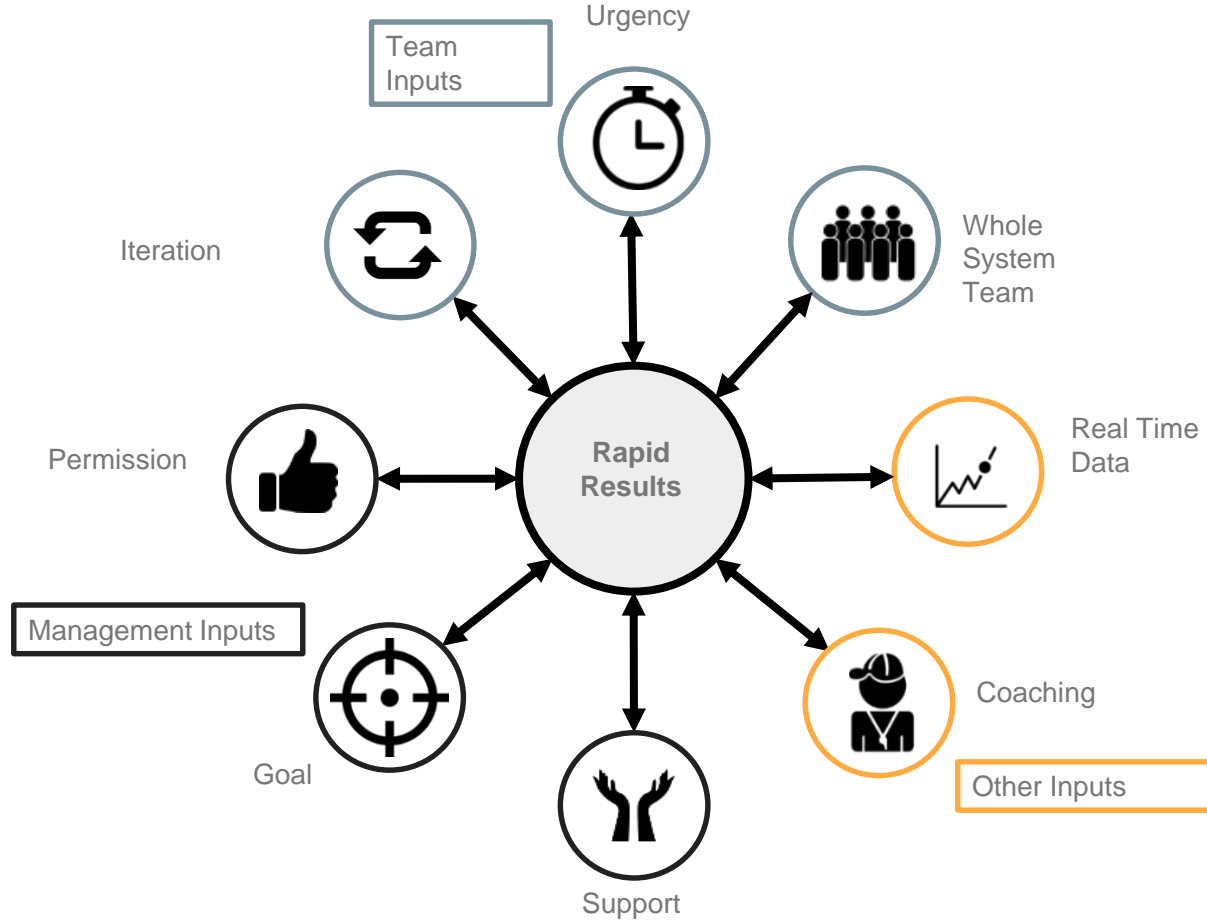 Urgency
Team
Inputs
Iteration
Whole
System
Team
Permission
Rapid
Results
Real Time
Data
Management Inputs
Goal
Coaching
Other Inputs
Support